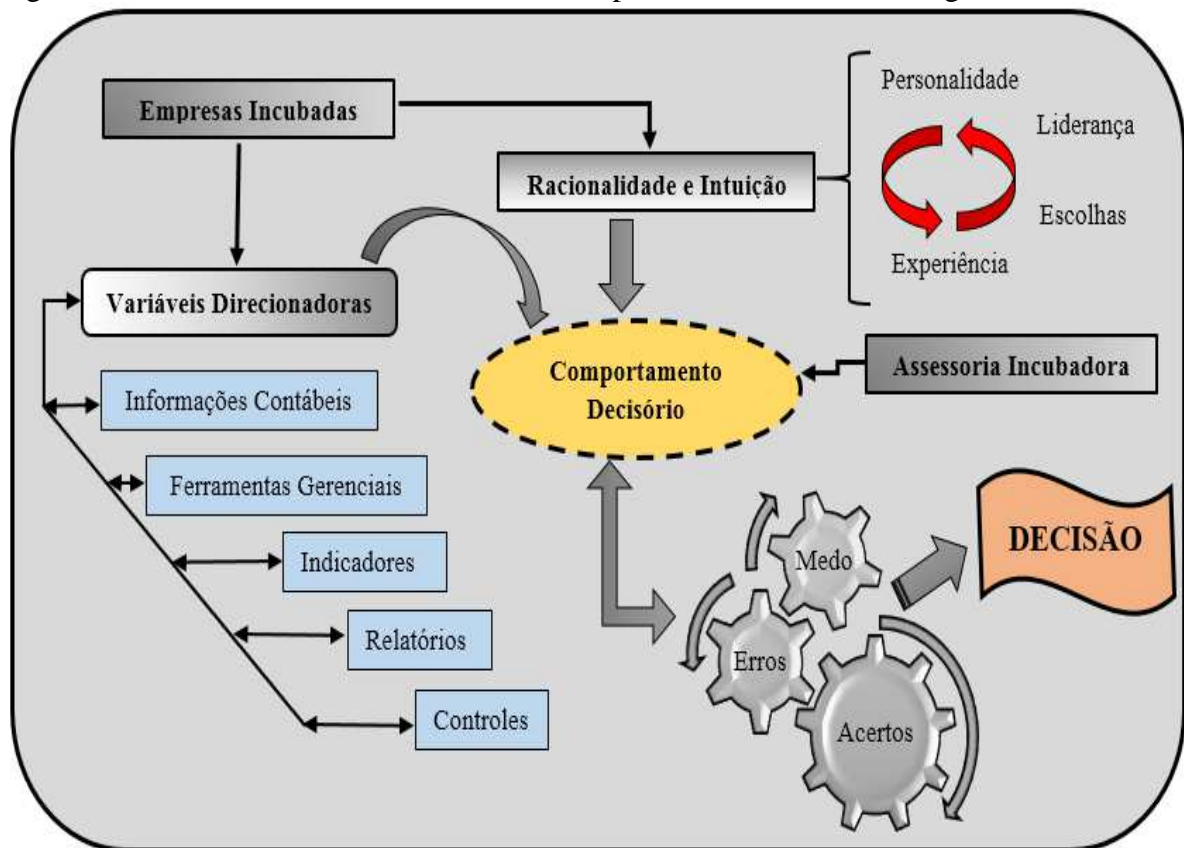 Empresas Incubadas
Racionalidade e Intuição
Personalidade
Liderança
Escolhas
Experiência
Variáveis Direcionadoras
Comportamento
Decisório
Assessoria Incubadora
Informações Contábeis
Ferramentas Gerenciais
Indicadores
Relatórios
Controles
Medo
Erros
Acertos
DECISÃO